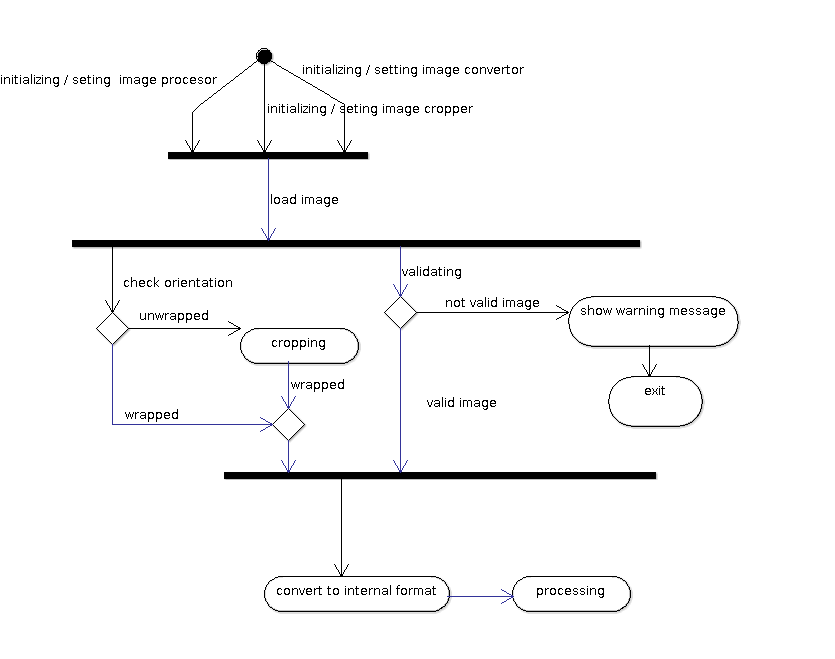 initializing / setting image convertor
initializing / seting  image procesor
initializing / seting image cropper
load image
validating
check orientation
not valid image
show warning message
unwrapped
cropping
wrapped
exit
valid image
wrapped
convert to internal format
processing